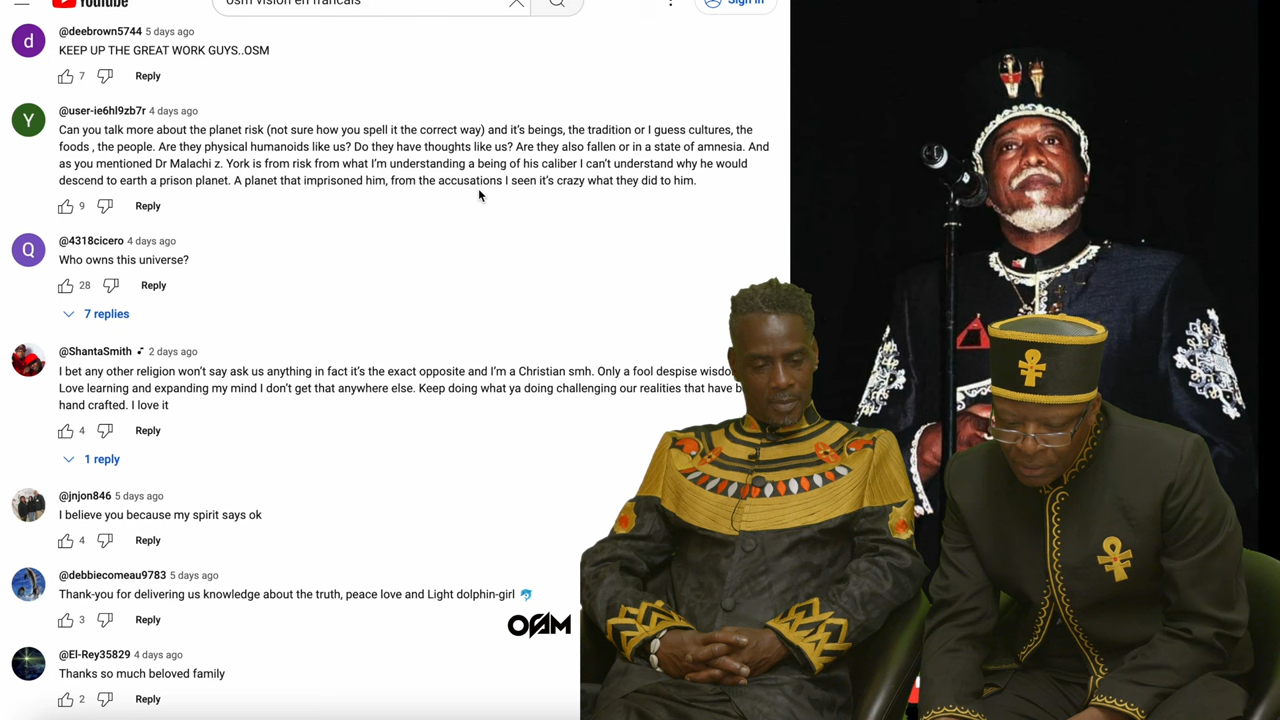 YouTube
osm vision en francais
Sign in
@deebrown5744 5 days ago
KEEP UP THE GREAT WORK GUYS..OSM
7 Reply
@user-ie6hl9zb7r 4 days ago
Can you talk more about the planet risk (not sure how you spell it the correct way) and it's beings, the tradition or I guess cultures, the
foods , the people. Are they physical humanoids like us? Do they have thoughts like us? Are they also fallen or in a state of amnesia. And
as you mentioned Dr Malachi z. York is from risk from what I'm understanding a being of his caliber I can't understand why he would
descend to earth a prison planet. A planet that imprisoned him, from the accusations I seen it's crazy what they did to him.
9 Reply
@4318cicero 4 days ago
Who owns this universe?
28 Reply
7 replies
@ShantaSmith 2 days ago
I bet any other religion won't say ask us anything in fact it's the exact opposite and I'm a Christian smh. Only a fool despise
Love learning and expanding my mind I don't get that anywhere else. Keep doing what ya doing challenging our realities that have
hand crafted. I love it
4 Reply
1 reply
@jnjon846 5 days ago
I believe you because my spirit says ok
4 Reply
@debbiecomeau9783 5 days ago
Thank-you for delivering us knowledge about the truth, peace love and Light dolphin-girl 🐬
3 Reply
OSM
@El-Rey35829 4 days ago
Thanks so much beloved family
2 Reply